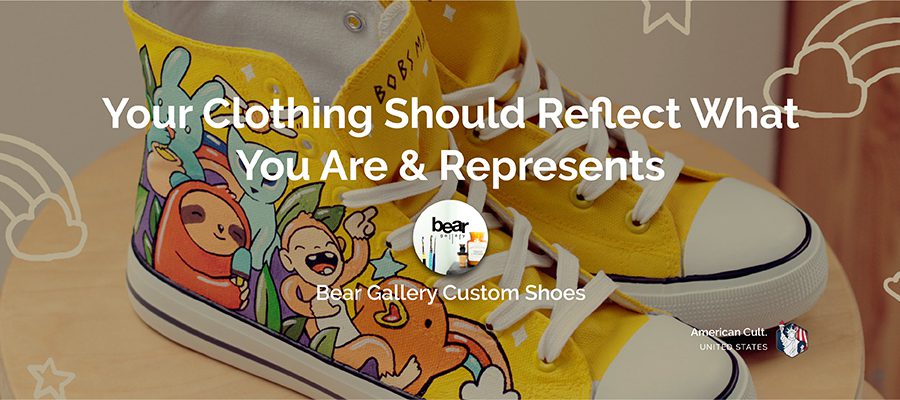 BOBS M
Your Clothing Should Reflect What
You Are & Represents
bear
gallery
Bear Gallery Custom Shoes
American Cult.
UNITED STATES